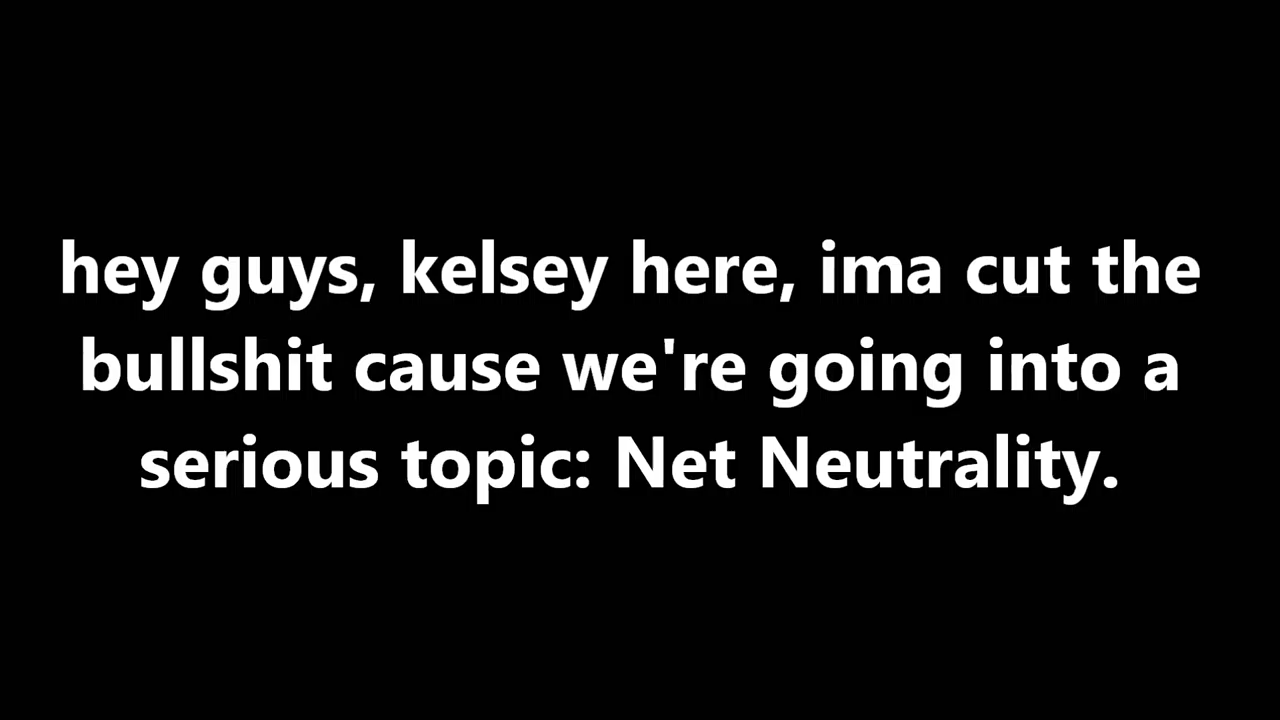 hey guys, kelsey here, ima cut the
bullshit cause we're going into a
serious topic: Net Neutrality.